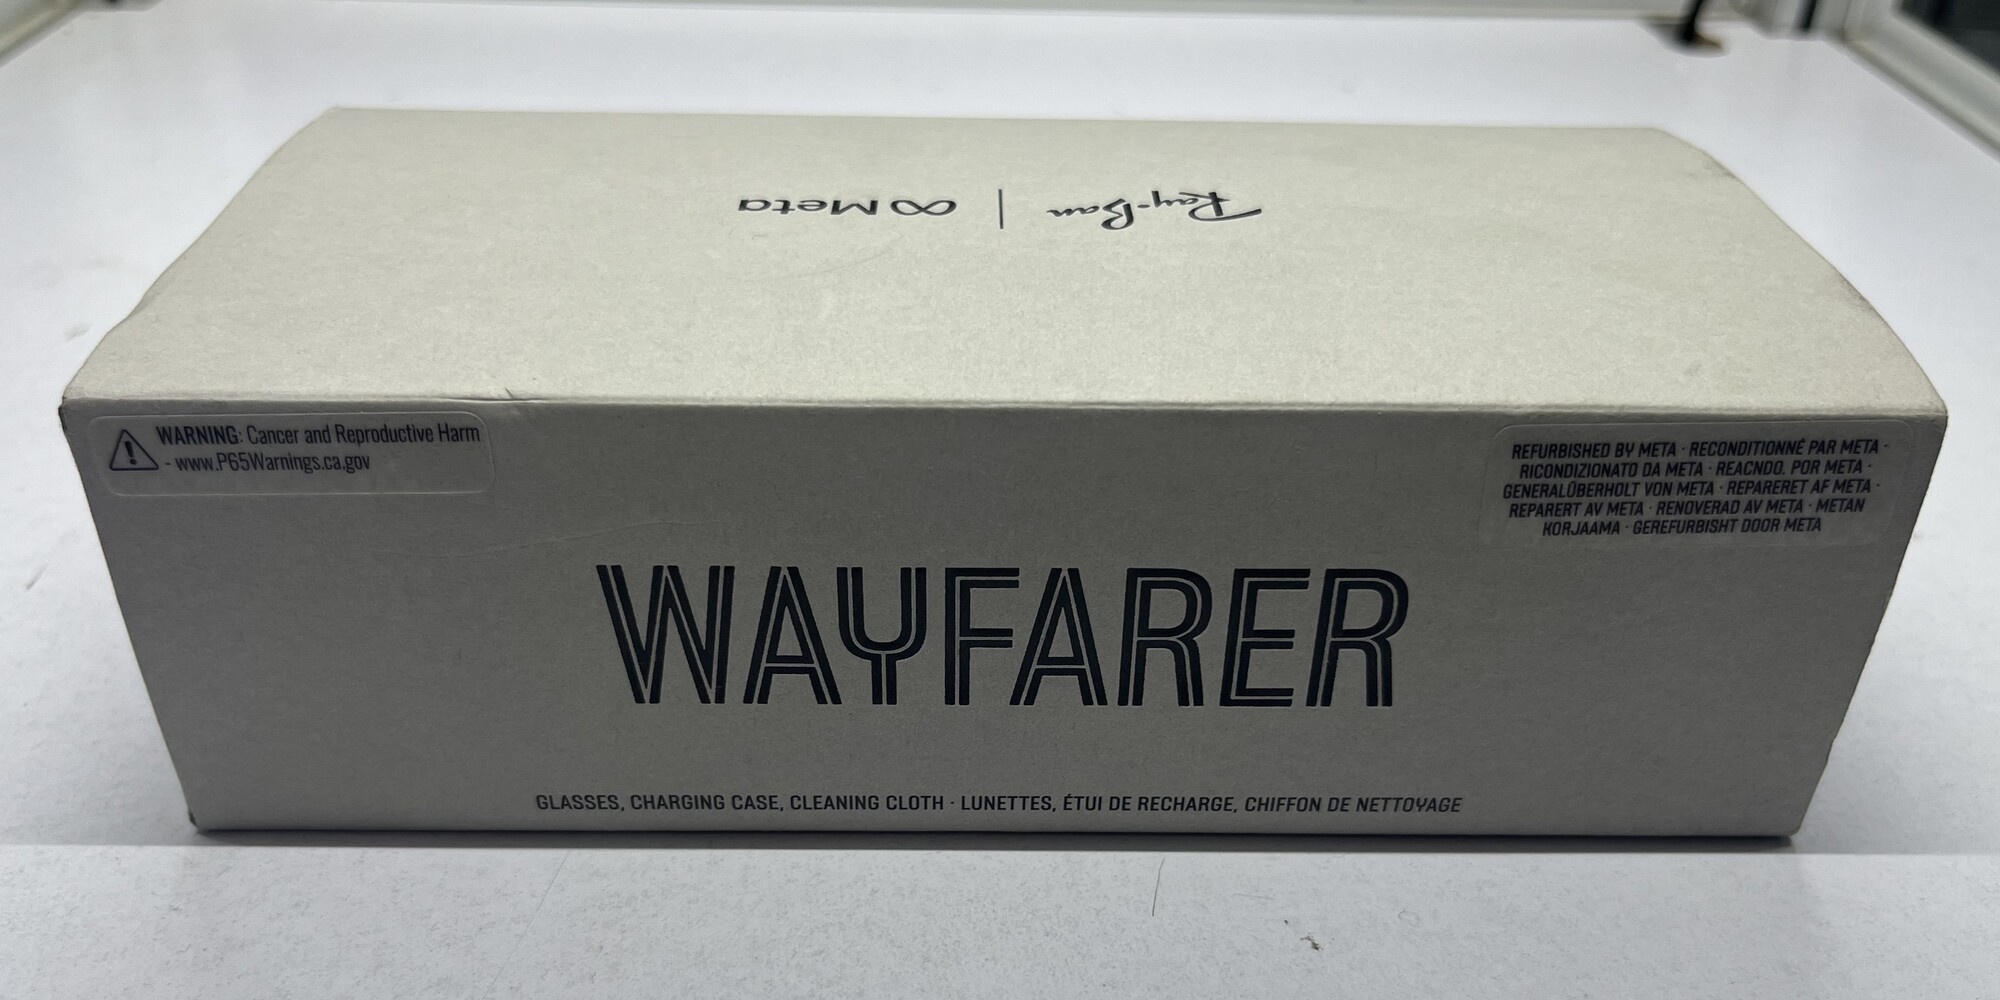 Ray-Ban | Meta
WARNING: Cancer and Reproductive Harm
- www.P65Warnings.ca.gov
REFURBISHED BY META · RECONDITIONNÉ PAR META ·
RICONDIZIONATO DA META · REACNDO. POR META ·
GENERALÜBERHOLT VON META · REPARERET AF META ·
REPARERT AV META · RENOVERAD AV META · METAN
KORJAAMA · GEREFURBISHT DOOR META
WAYFARER
GLASSES, CHARGING CASE, CLEANING CLOTH · LUNETTES, ÉTUI DE RECHARGE, CHIFFON DE NETTOYAGE